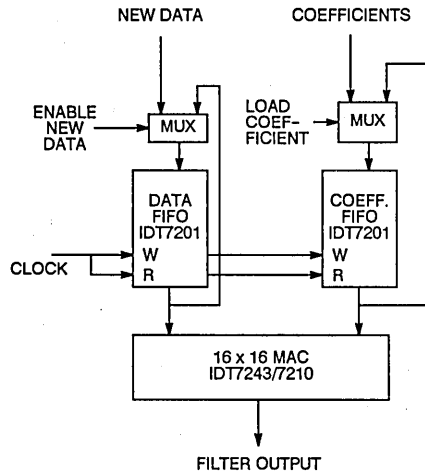 NEW DATA
COEFFICIENTS
ENABLE
NEW
DATA
MUX
LOAD
COEF-
FICIENT
MUX
DATA
FIFO
IDT7201
W
R
COEFF.
FIFO
IDT7201
W
R
CLOCK
16 x 16 MAC
IDT7243/7210
FILTER OUTPUT